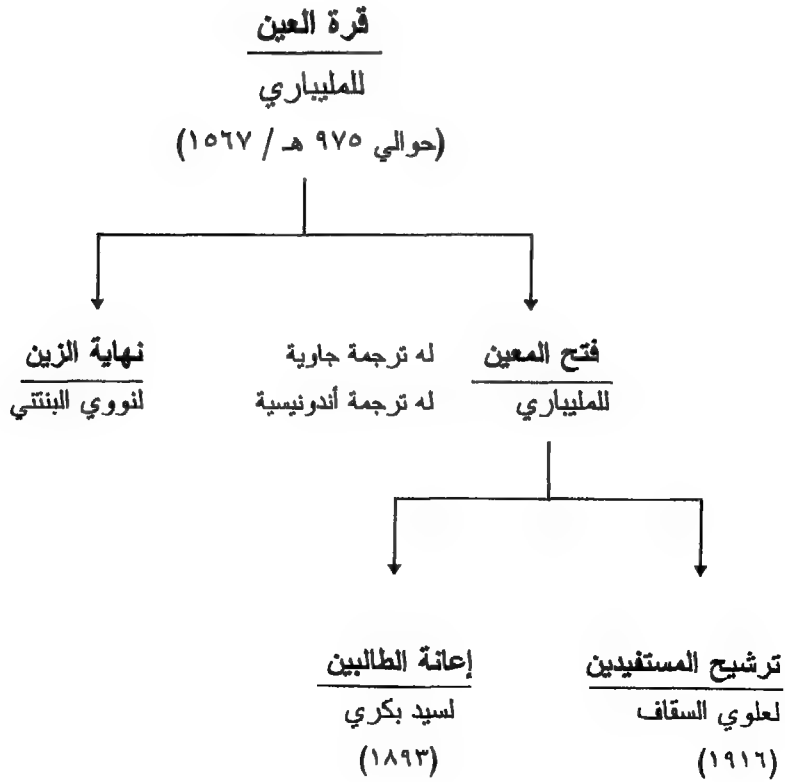 قرة العين
للمليباري
(حوالي ٩٧٥ هـ / ١٥٦٧)
فتح المعين
للمليباري
له ترجمة جاوية
له ترجمة أندونيسية
نهاية الزين
لنووي البنتني
ترشيح المستفيدين
لعلوي السقاف
(١٩١٦)
إعانة الطالبين
لسيد بكري
(١٨٩٣)